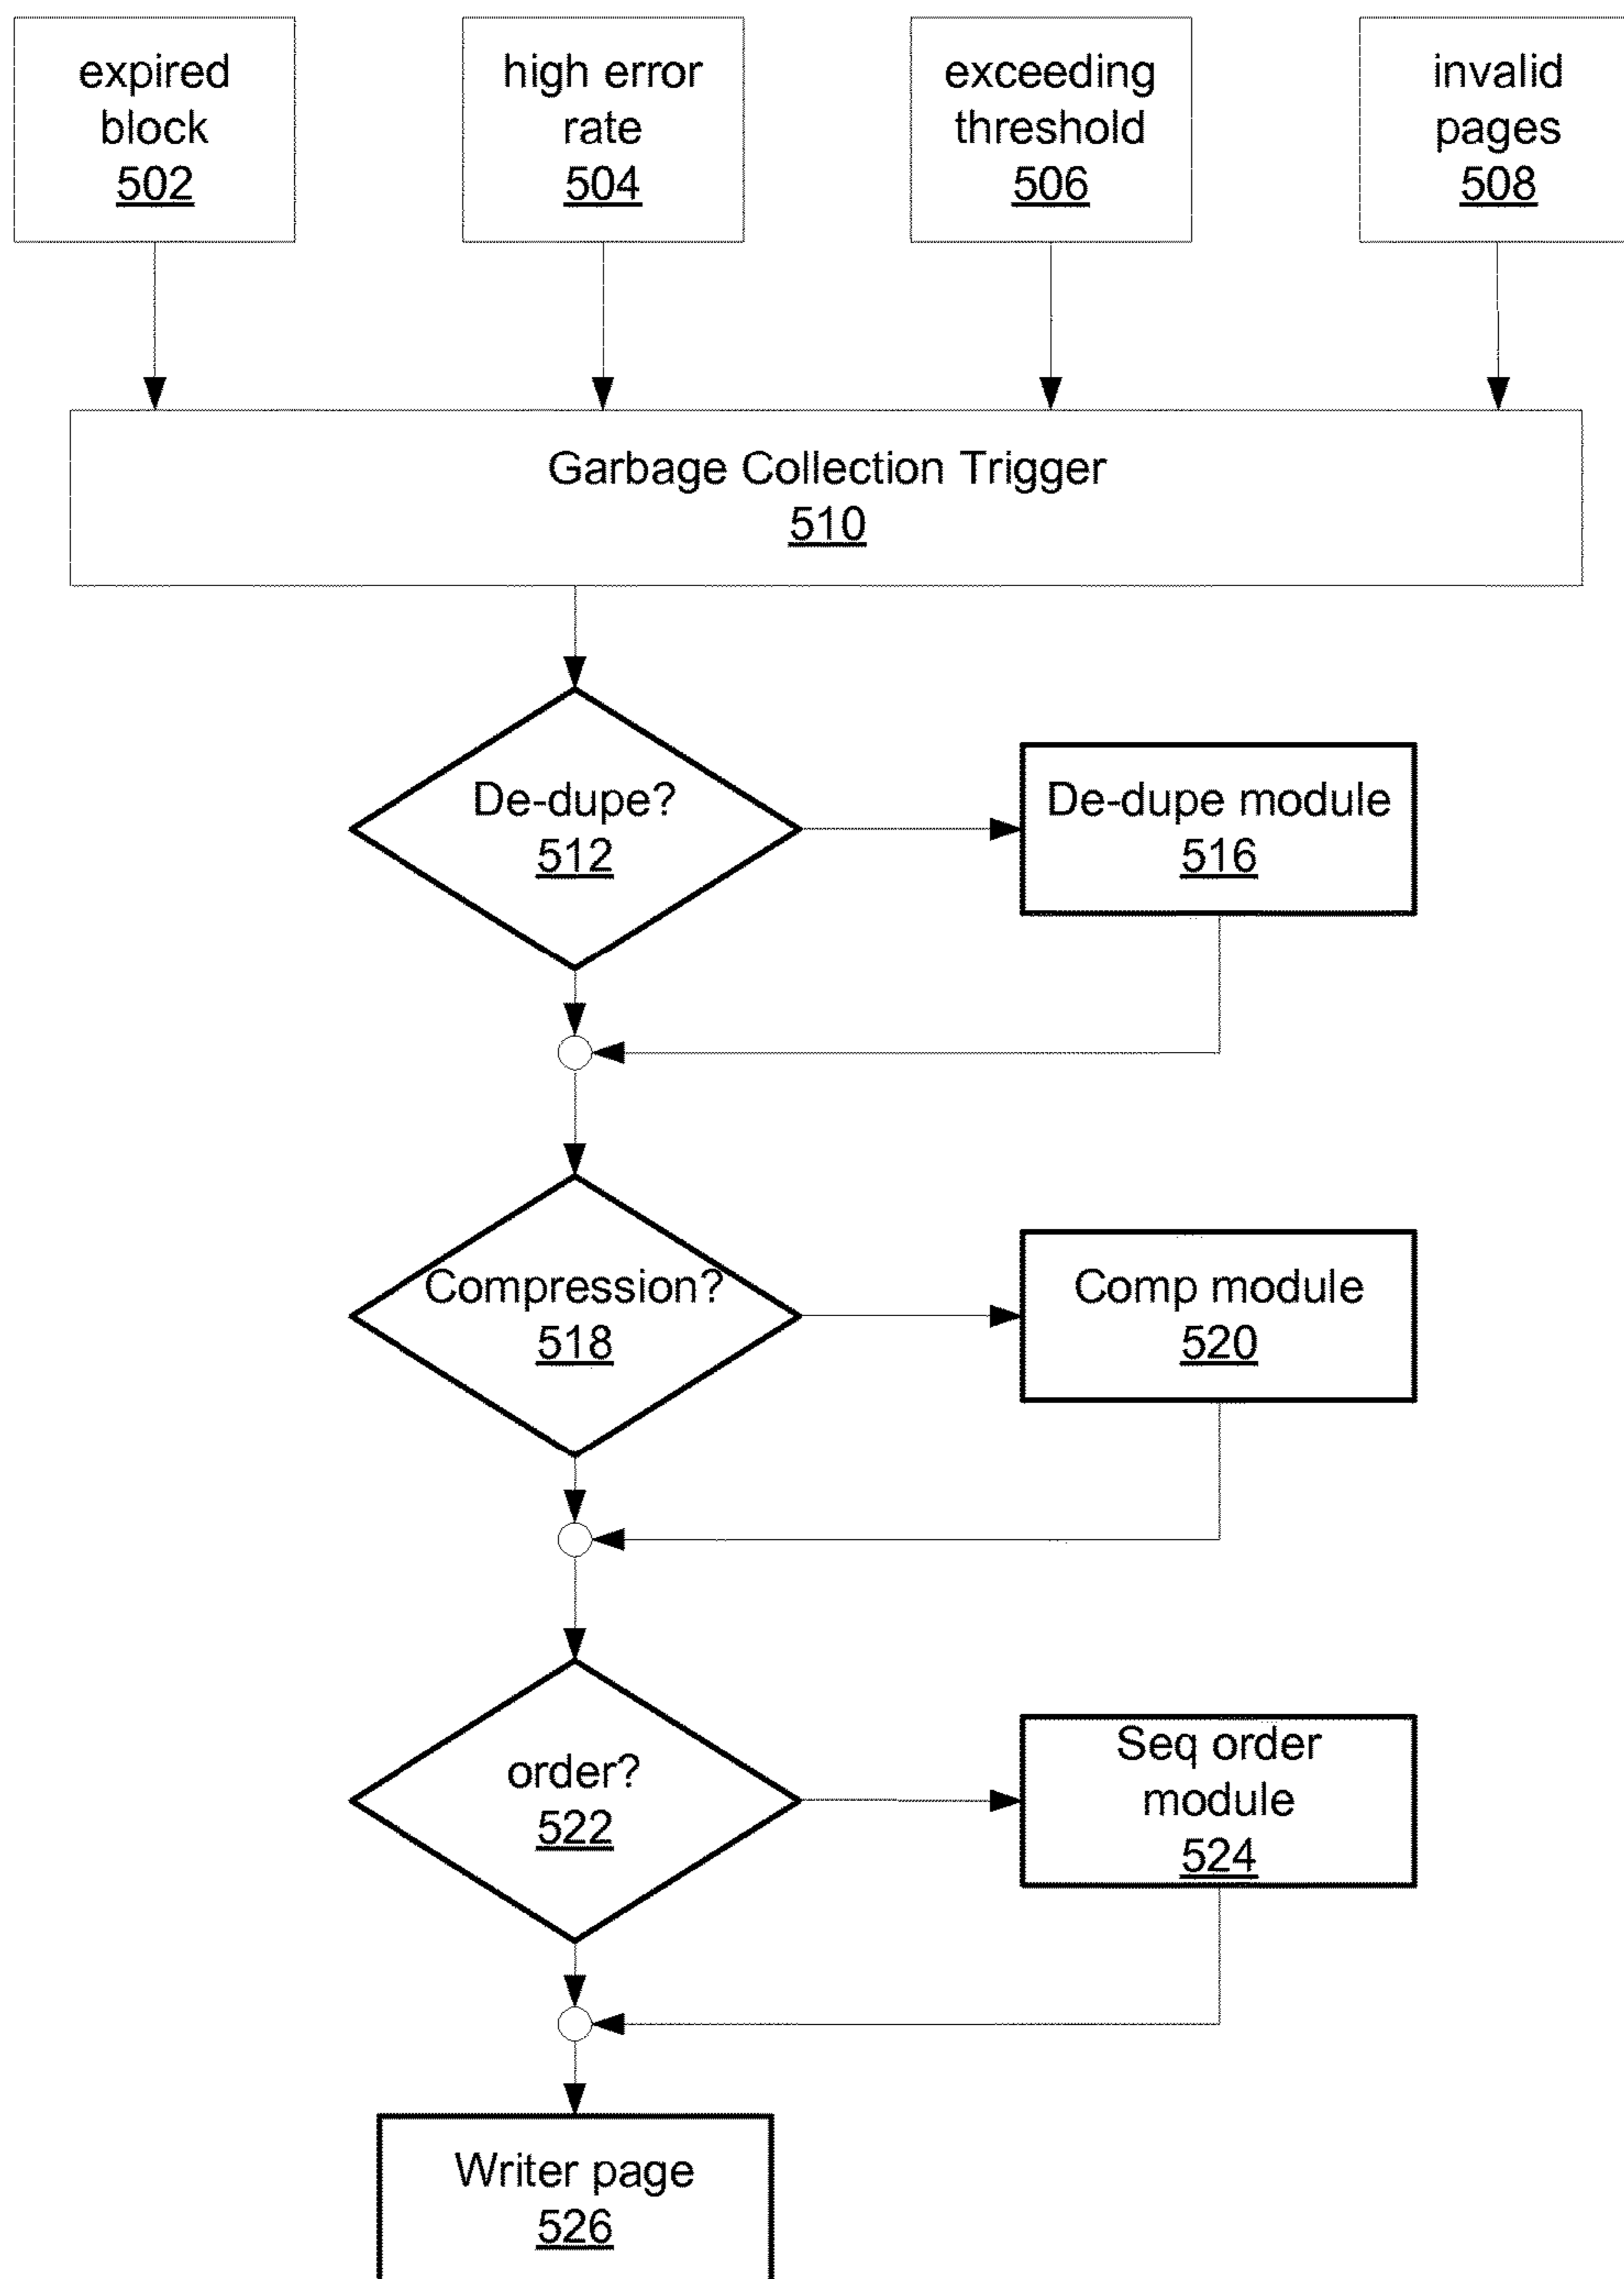 expired
block
502
high error
rate
504
exceeding
threshold
506
invalid
pages
508
Garbage Collection Trigger
510
De-dupe?
512
De-dupe module
516
Compression?
518
Comp module
520
order?
522
Seq order
module
524
Writer page
526